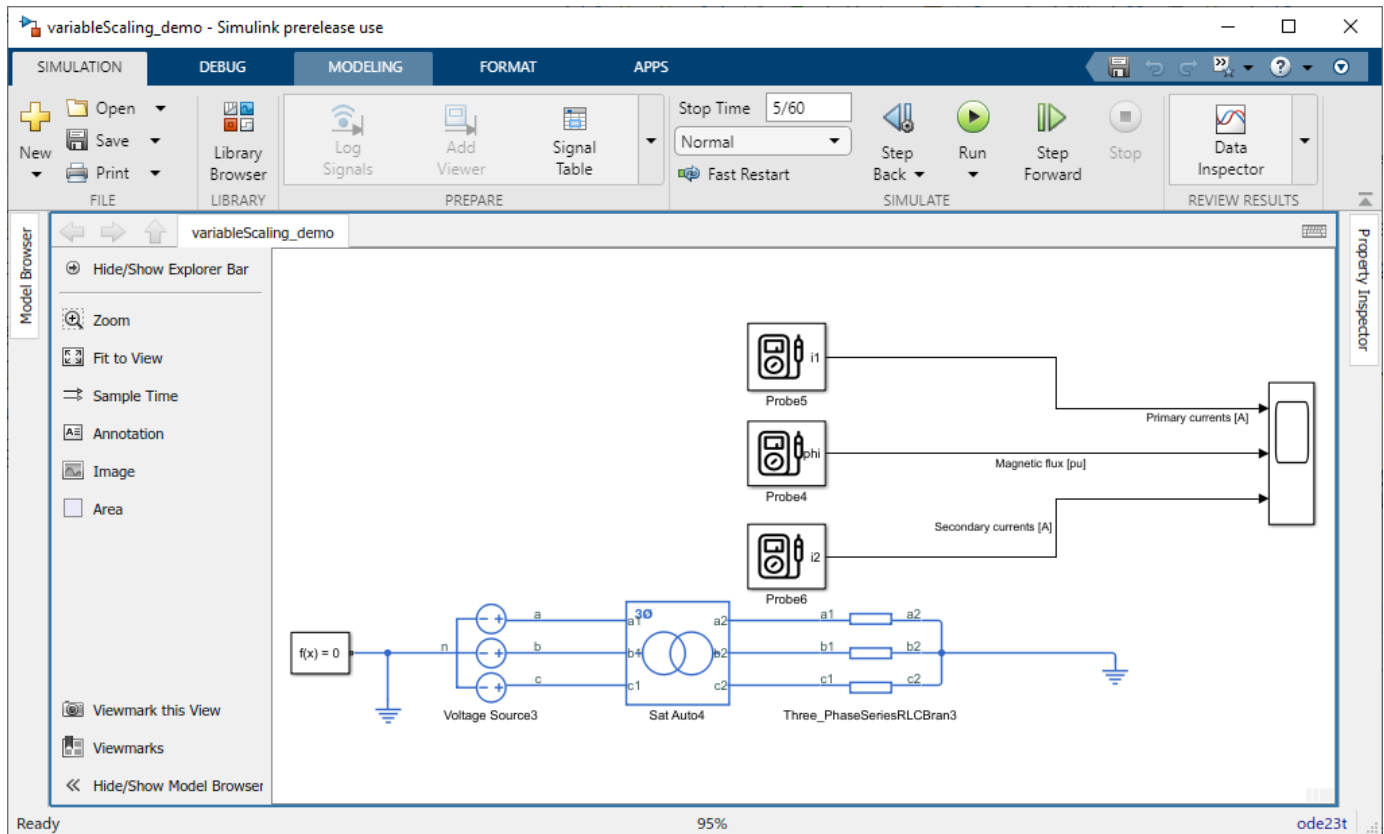 variableScaling_demo - Simulink prerelease use
SIMULATION DEBUG MODELING FORMAT APPS
New
Open
Save
Print
FILE
Library
Browser
LIBRARY
Log
Signals
Add
Viewer
Signal
Table
PREPARE
Stop Time 5/60
Normal
Fast Restart
Step
Back
Run
Step
Forward
Stop
SIMULATE
Data
Inspector
REVIEW RESULTS
Model Browser
variableScaling_demo
Property Inspector
Hide/Show Explorer Bar
Zoom
Fit to View
Sample Time
Annotation
Image
Area
Viewmark this View
Viewmarks
Hide/Show Model Browser
i1
Probe5
Primary currents [A]
phi
Probe4
Magnetic flux [pu]
Secondary currents [A]
i2
Probe6
f(x) = 0
n
a
b
c
Voltage Source3
3Ø
a1 a2
b1 b2
c1 c2
Sat Auto4
a1 a2
b1 b2
c1 c2
Three_PhaseSeriesRLCBran3
Ready 95% ode23t